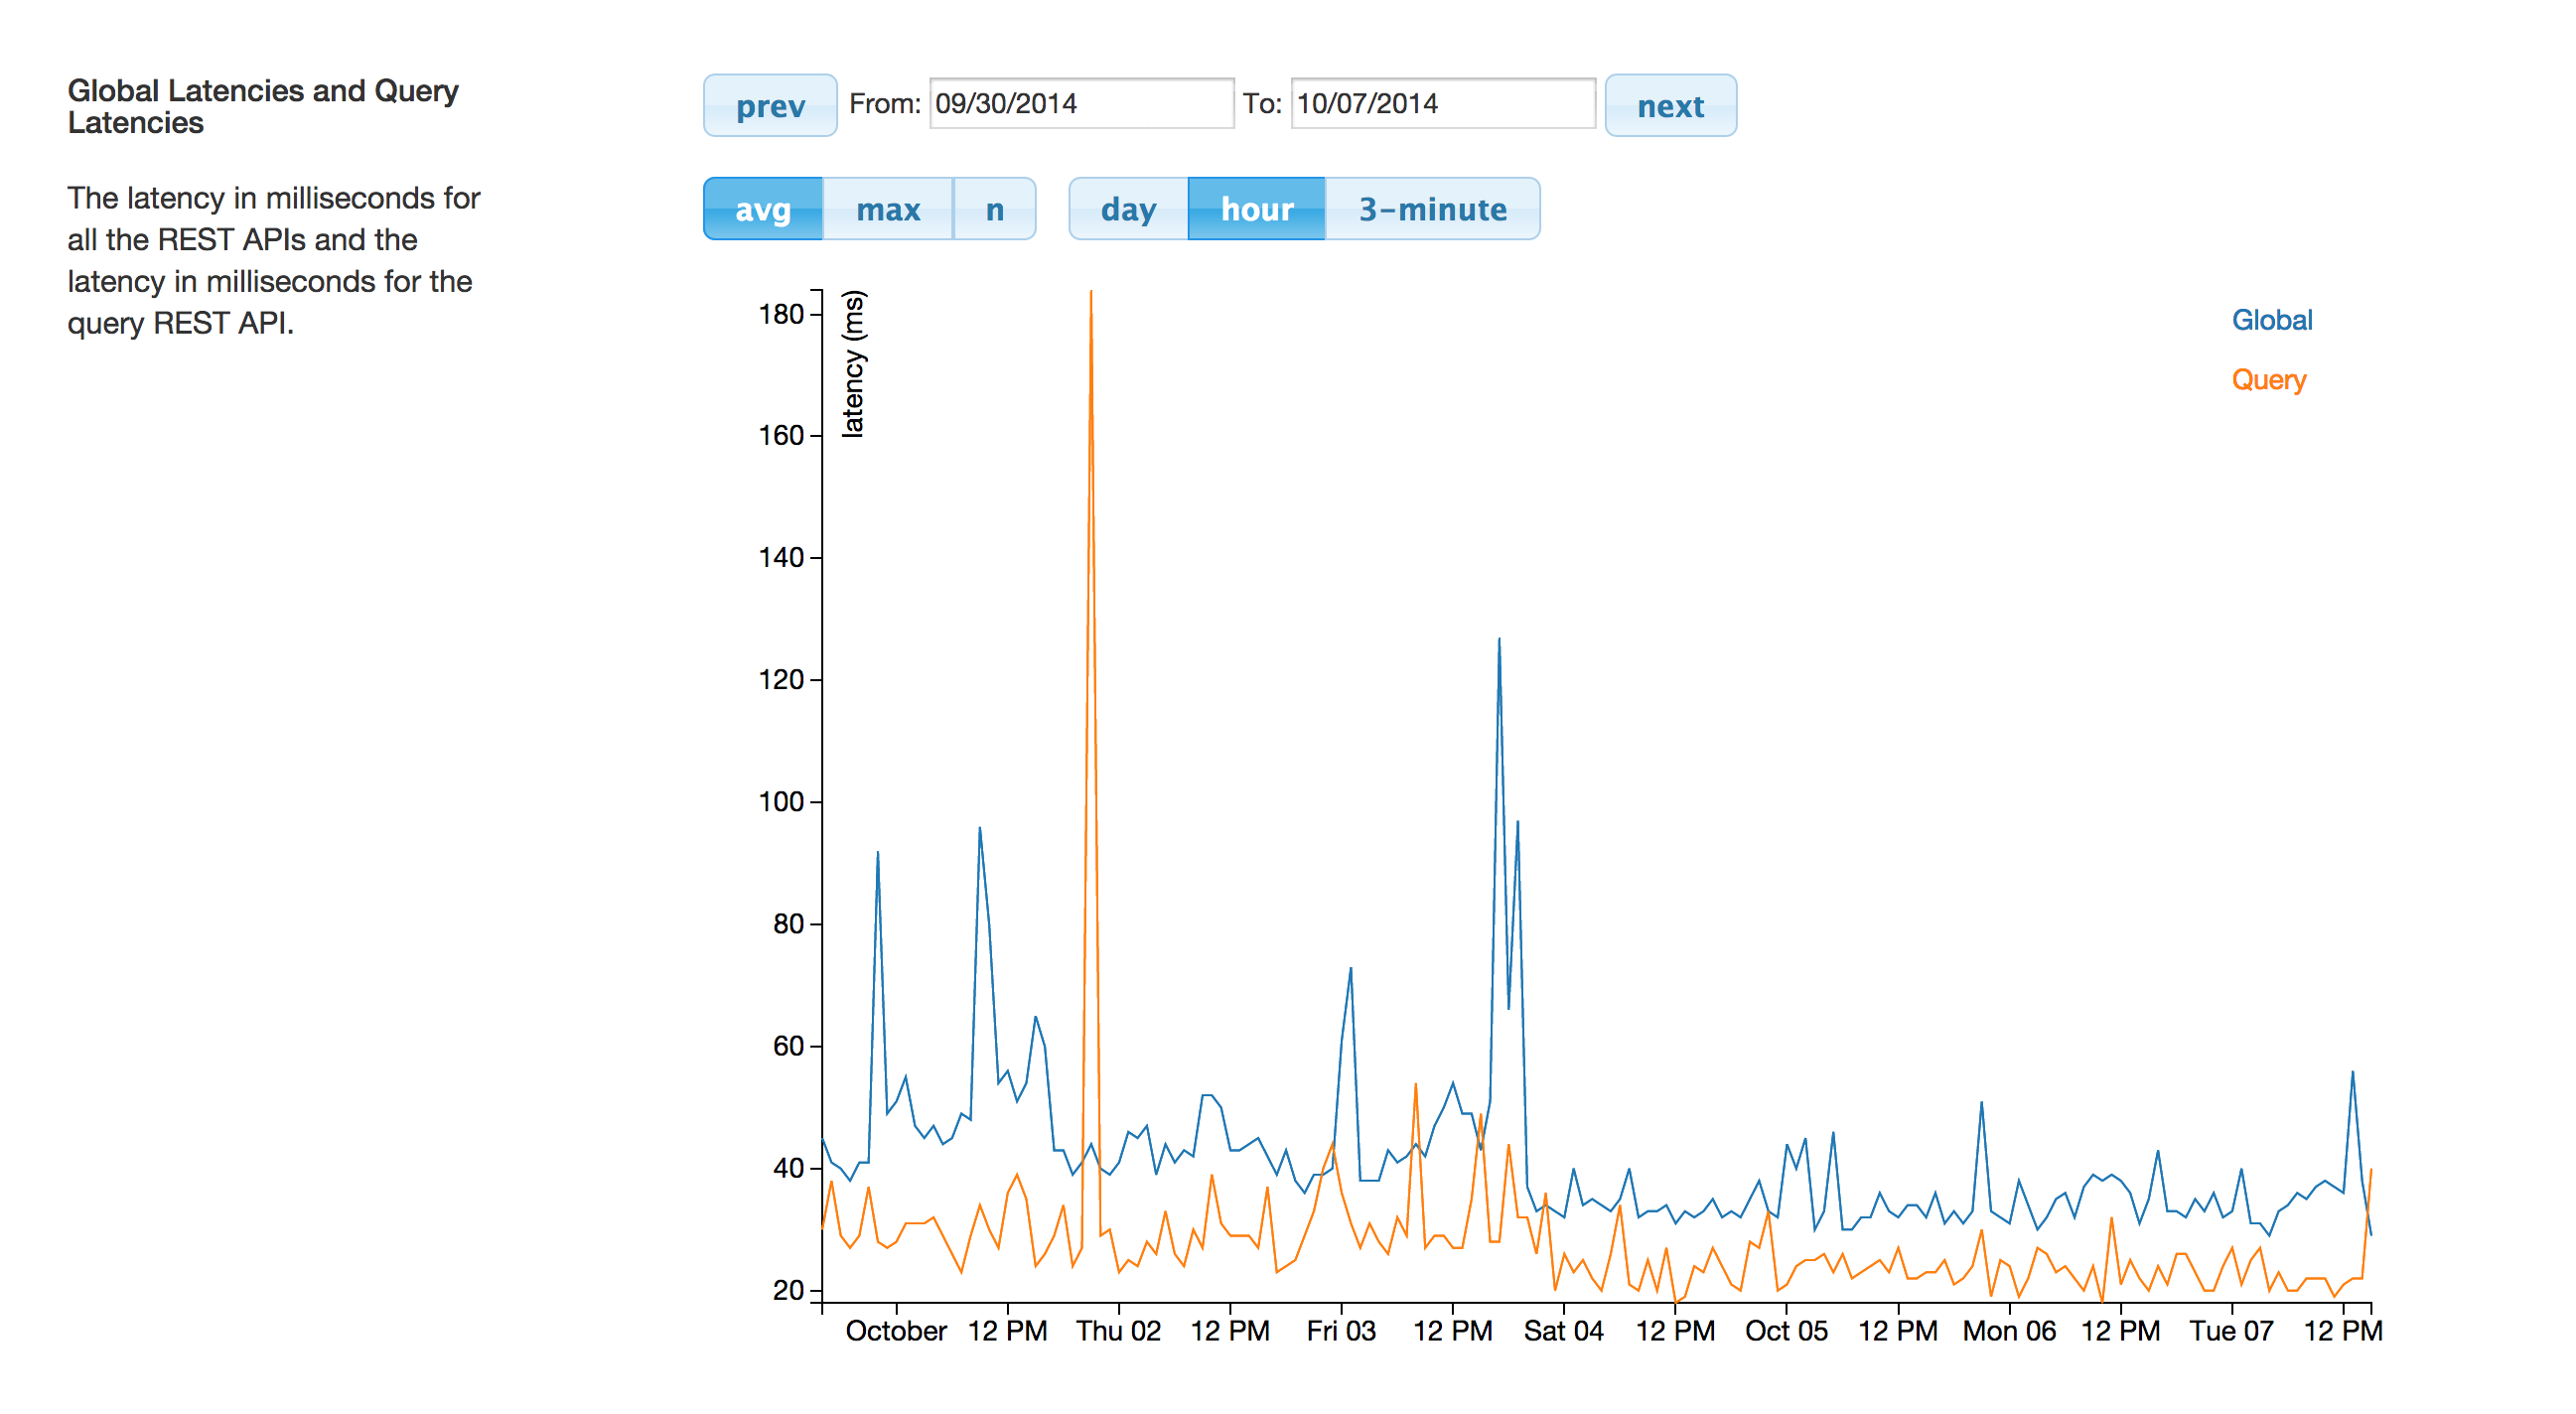 Global Latencies and Query
Latencies
The latency in milliseconds for
all the REST APIs and the
latency in milliseconds for the
query REST API.
prev From: 09/30/2014 To: 10/07/2014 next
avg max n day hour 3-minute
latency (ms)
Global
Query
180
160
140
120
100
80
60
40
20
October 12 PM Thu 02 12 PM Fri 03 12 PM Sat 04 12 PM Oct 05 12 PM Mon 06 12 PM Tue 07 12 PM